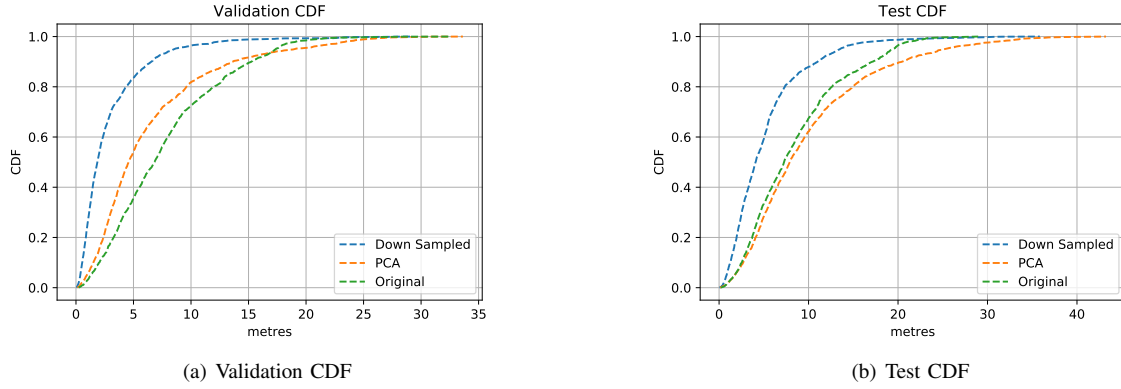 Validation CDF
1.0
0.8
0.6
0.4
0.2
0.0
CDF
Down Sampled
PCA
Original
0 5 10 15 20 25 30 35
metres
(a) Validation CDF
Test CDF
1.0
0.8
0.6
0.4
0.2
0.0
CDF
Down Sampled
PCA
Original
0 10 20 30 40
metres
(b) Test CDF